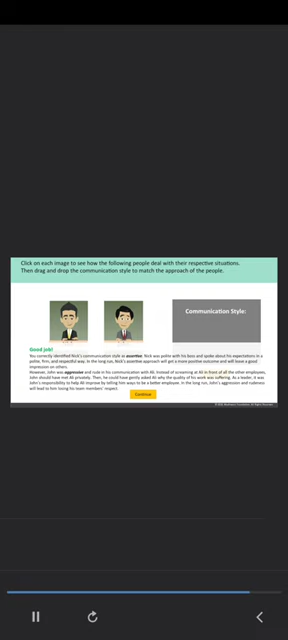 Click on each image to see how the following people deal with their respective situations.
Then drag and drop the communication style to match the approach of the people.
Communication Style:
Good job!
You correctly identified Nick's communication style as assertive. Nick was polite with his boss and spoke about his expectations in a
polite, firm, and respectful way. In the long run, Nick's assertive approach will get a more positive outcome and will leave a good
impression on others.
However, John was aggressive and rude in his communication with Ali. Instead of screaming at Ali in front of all the other employees,
John should have met Ali privately. Then, he could have gently asked Ali why the quality of his work was suffering. As a leader, it was
John's responsibility to help Ali improve by telling him ways to be a better employee. In the long run, John's aggression and rudeness
will lead to him losing his team members' respect.
Continue